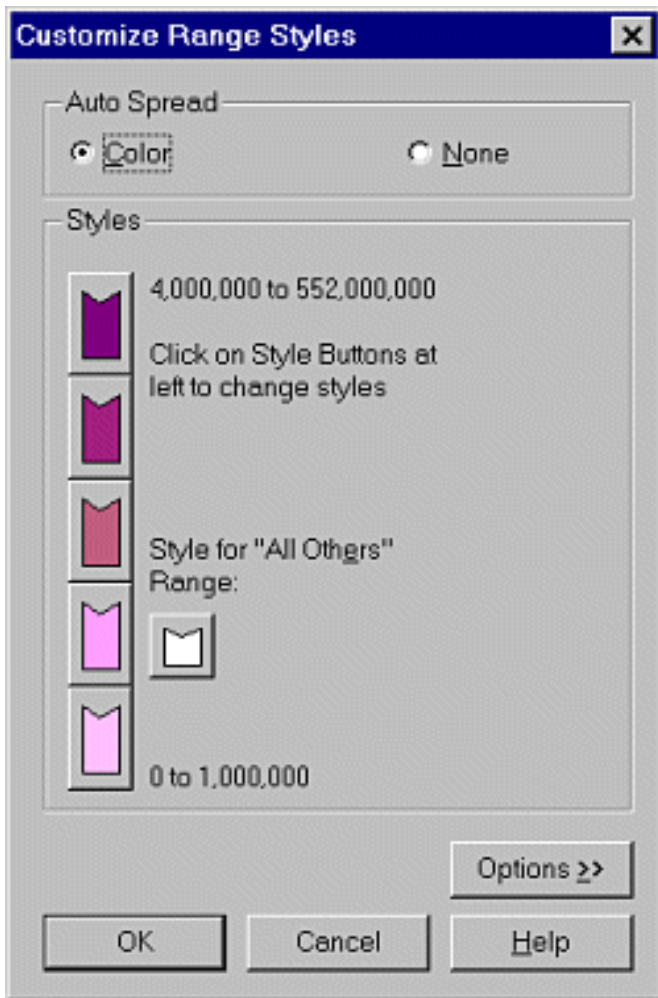 Customize Range Styles
Auto Spread
Color
None
Styles
4,000,000 to 552,000,000
Click on Style Buttons at
left to change styles
Style for "All Others"
Range:
0 to 1,000,000
Options >>
OK
Cancel
Help